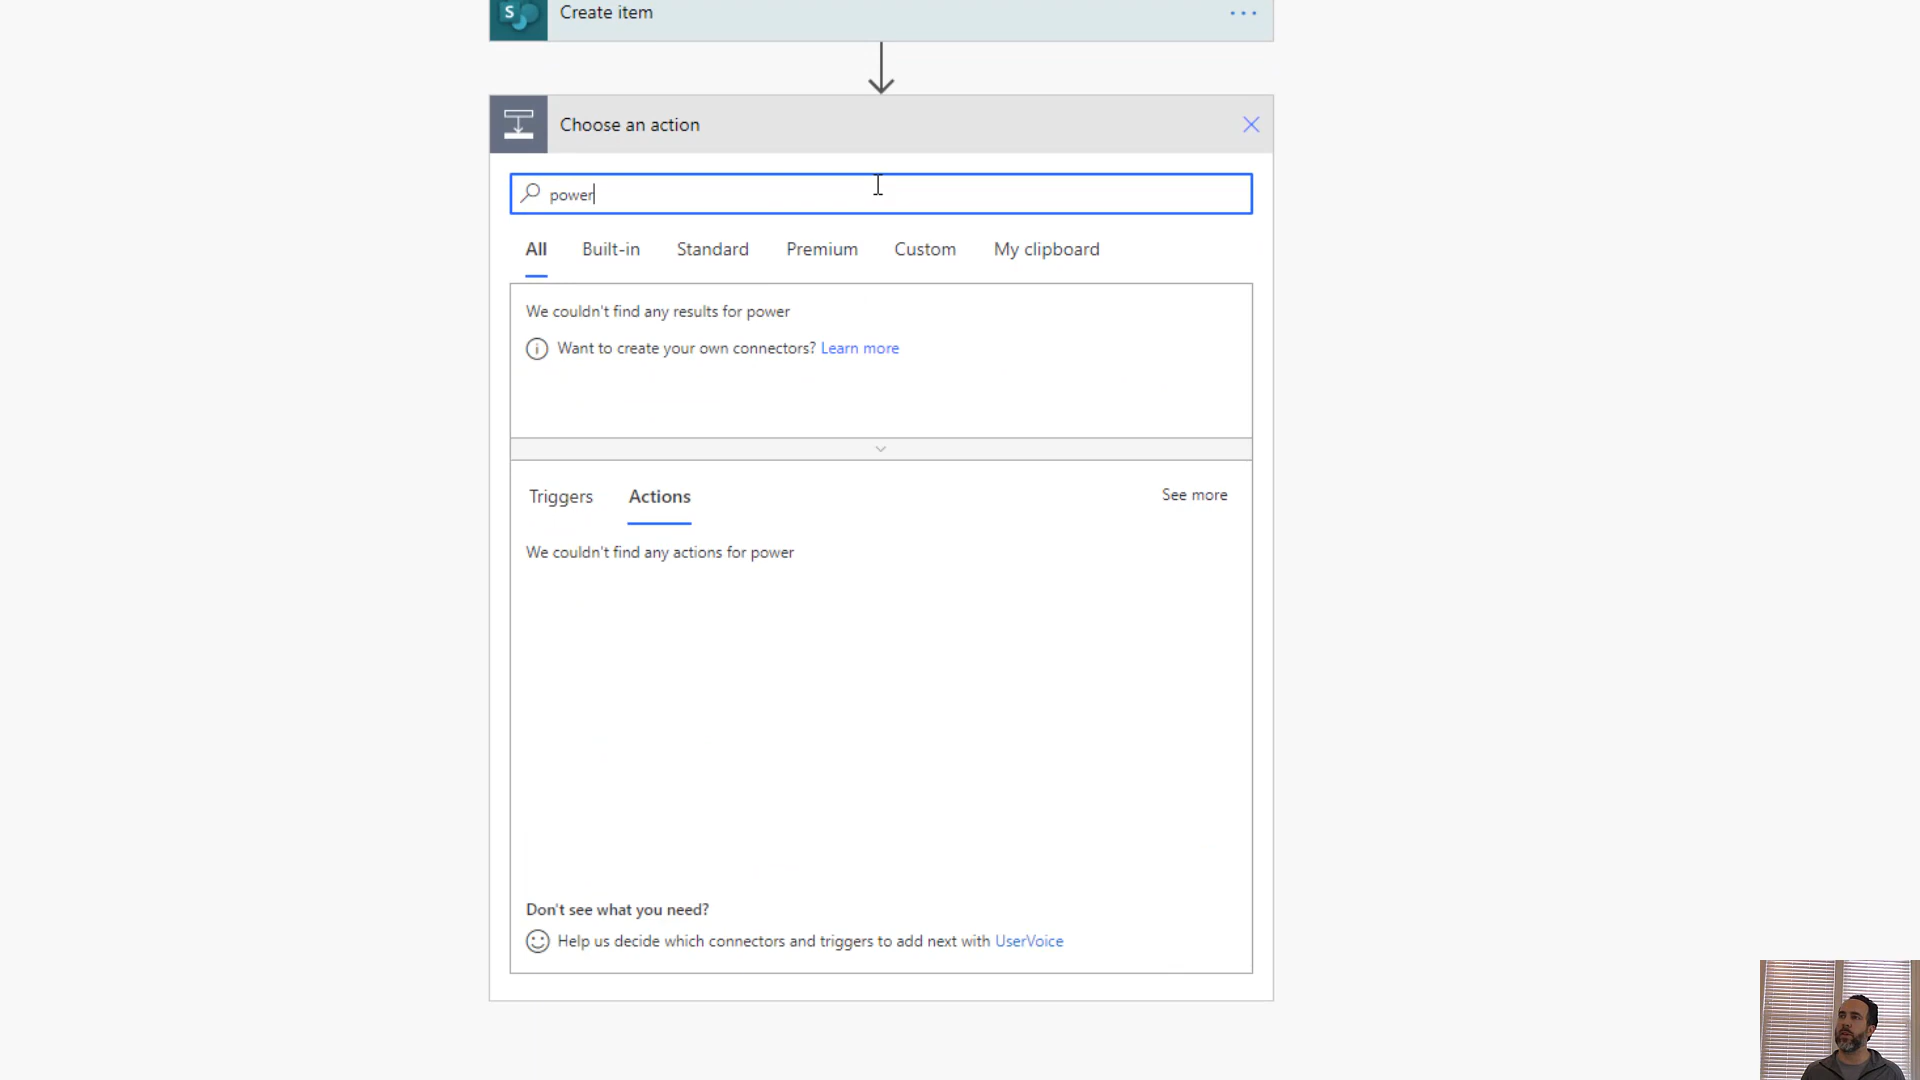 S
Create item
Choose an action
power
All Built-in Standard Premium Custom My clipboard
We couldn't find any results for power
Want to create your own connectors? Learn more
Triggers Actions See more
We couldn't find any actions for power
Don't see what you need?
Help us decide which connectors and triggers to add next with UserVoice